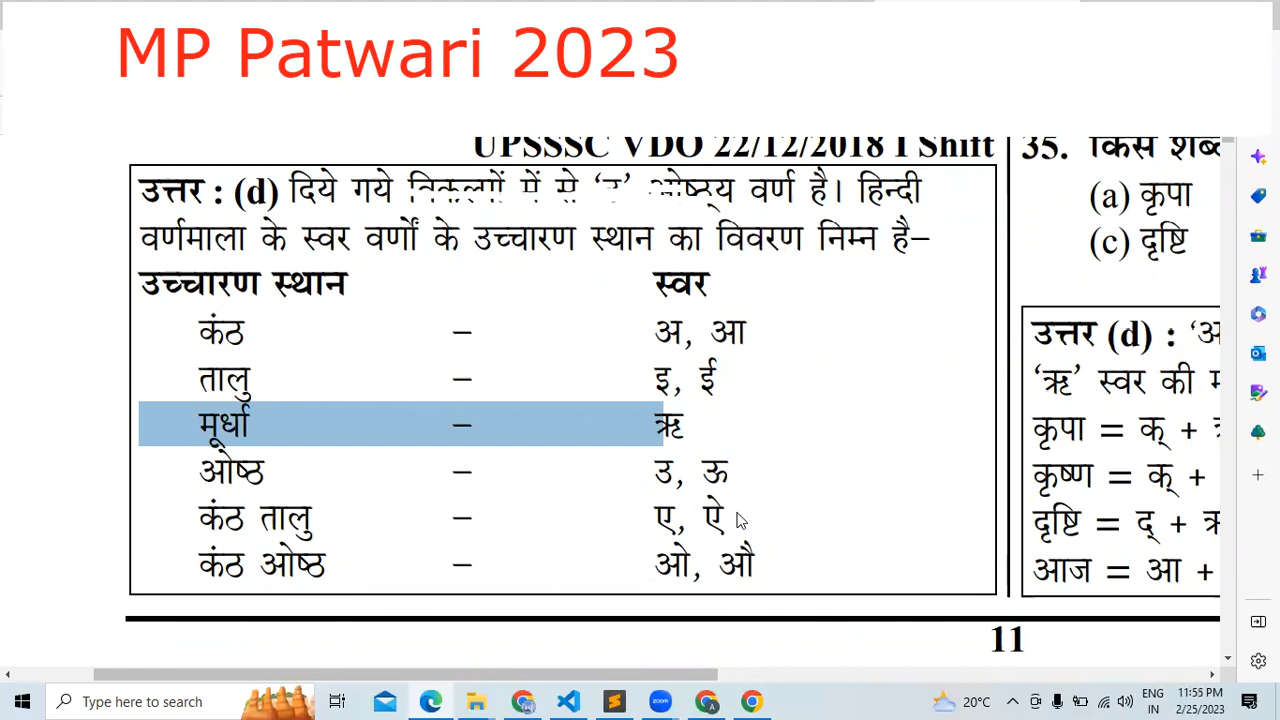 MP Patwari 2023
UPSSSC VDO 22/12/2018 I Shift
उत्तर : (d) दिये गये विकल्पों में से ‘उ’ ओष्ठ्य वर्ण है। हिन्दी
वर्णमाला के स्वर वर्णों के उच्चारण स्थान का विवरण निम्न है–
उच्चारण स्थान स्वर
कंठ – अ, आ
तालु – इ, ई
मूर्धा – ऋ
ओष्ठ – उ, ऊ
कंठ तालु – ए, ऐ
कंठ ओष्ठ – ओ, औ
11
35. किस
(a) कृपा
(c) दृष्टि
उत्तर (d) :
‘ऋ’ स्वर की
कृपा = क् +
कृष्ण = क् +
दृष्टि = द् +
आज = आ +
Type here to search
20°C
ENG
IN
11:55 PM
2/25/2023
zoom